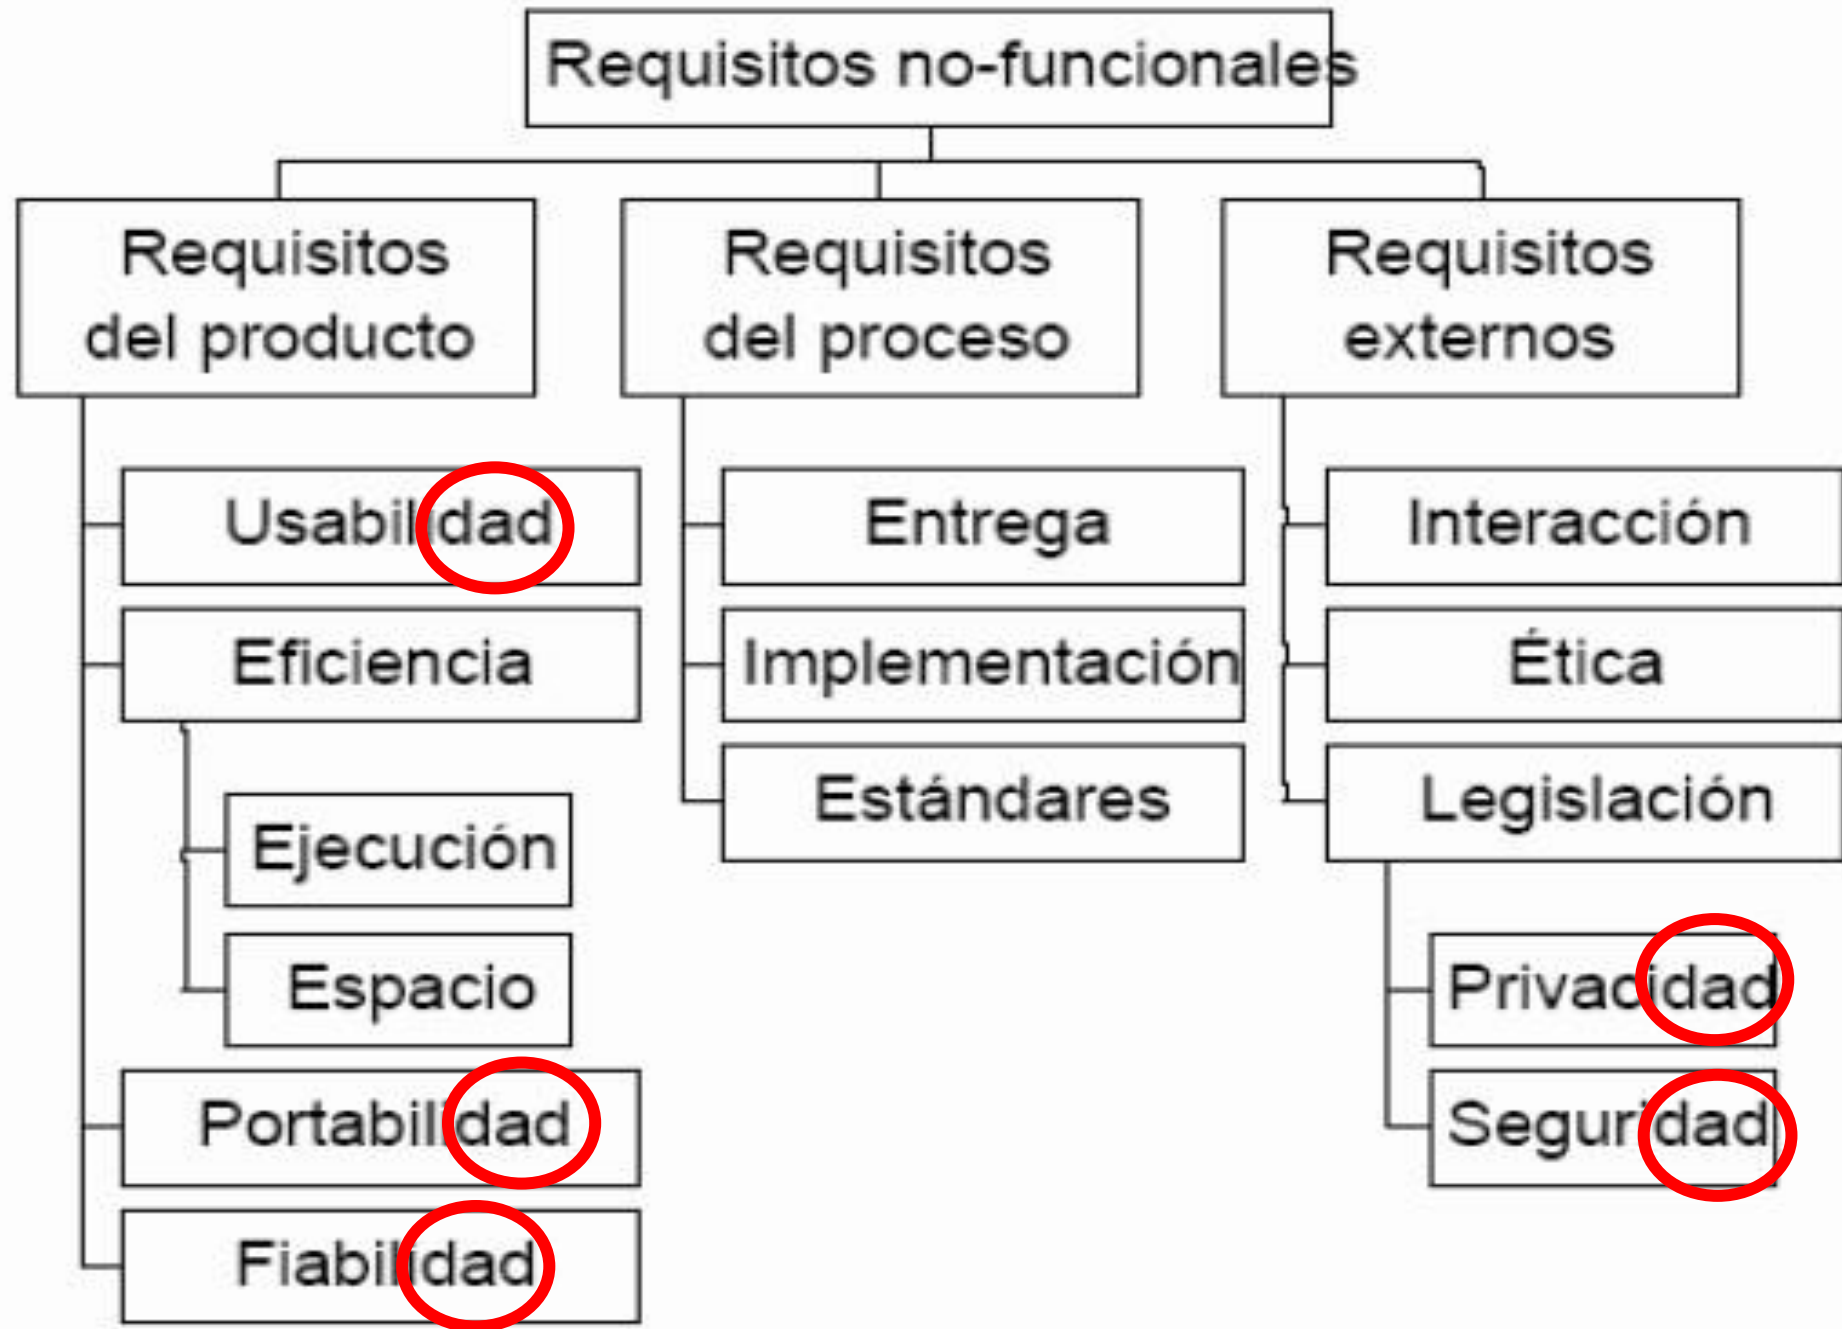 Requisitos no-funcionales
Requisitos
del producto
Usabilidad
Eficiencia
Ejecución
Espacio
Portabilidad
Fiabilidad
Requisitos
del proceso
Entrega
Implementación
Estándares
Requisitos
externos
Interacción
Ética
Legislación
Privacidad
Seguridad